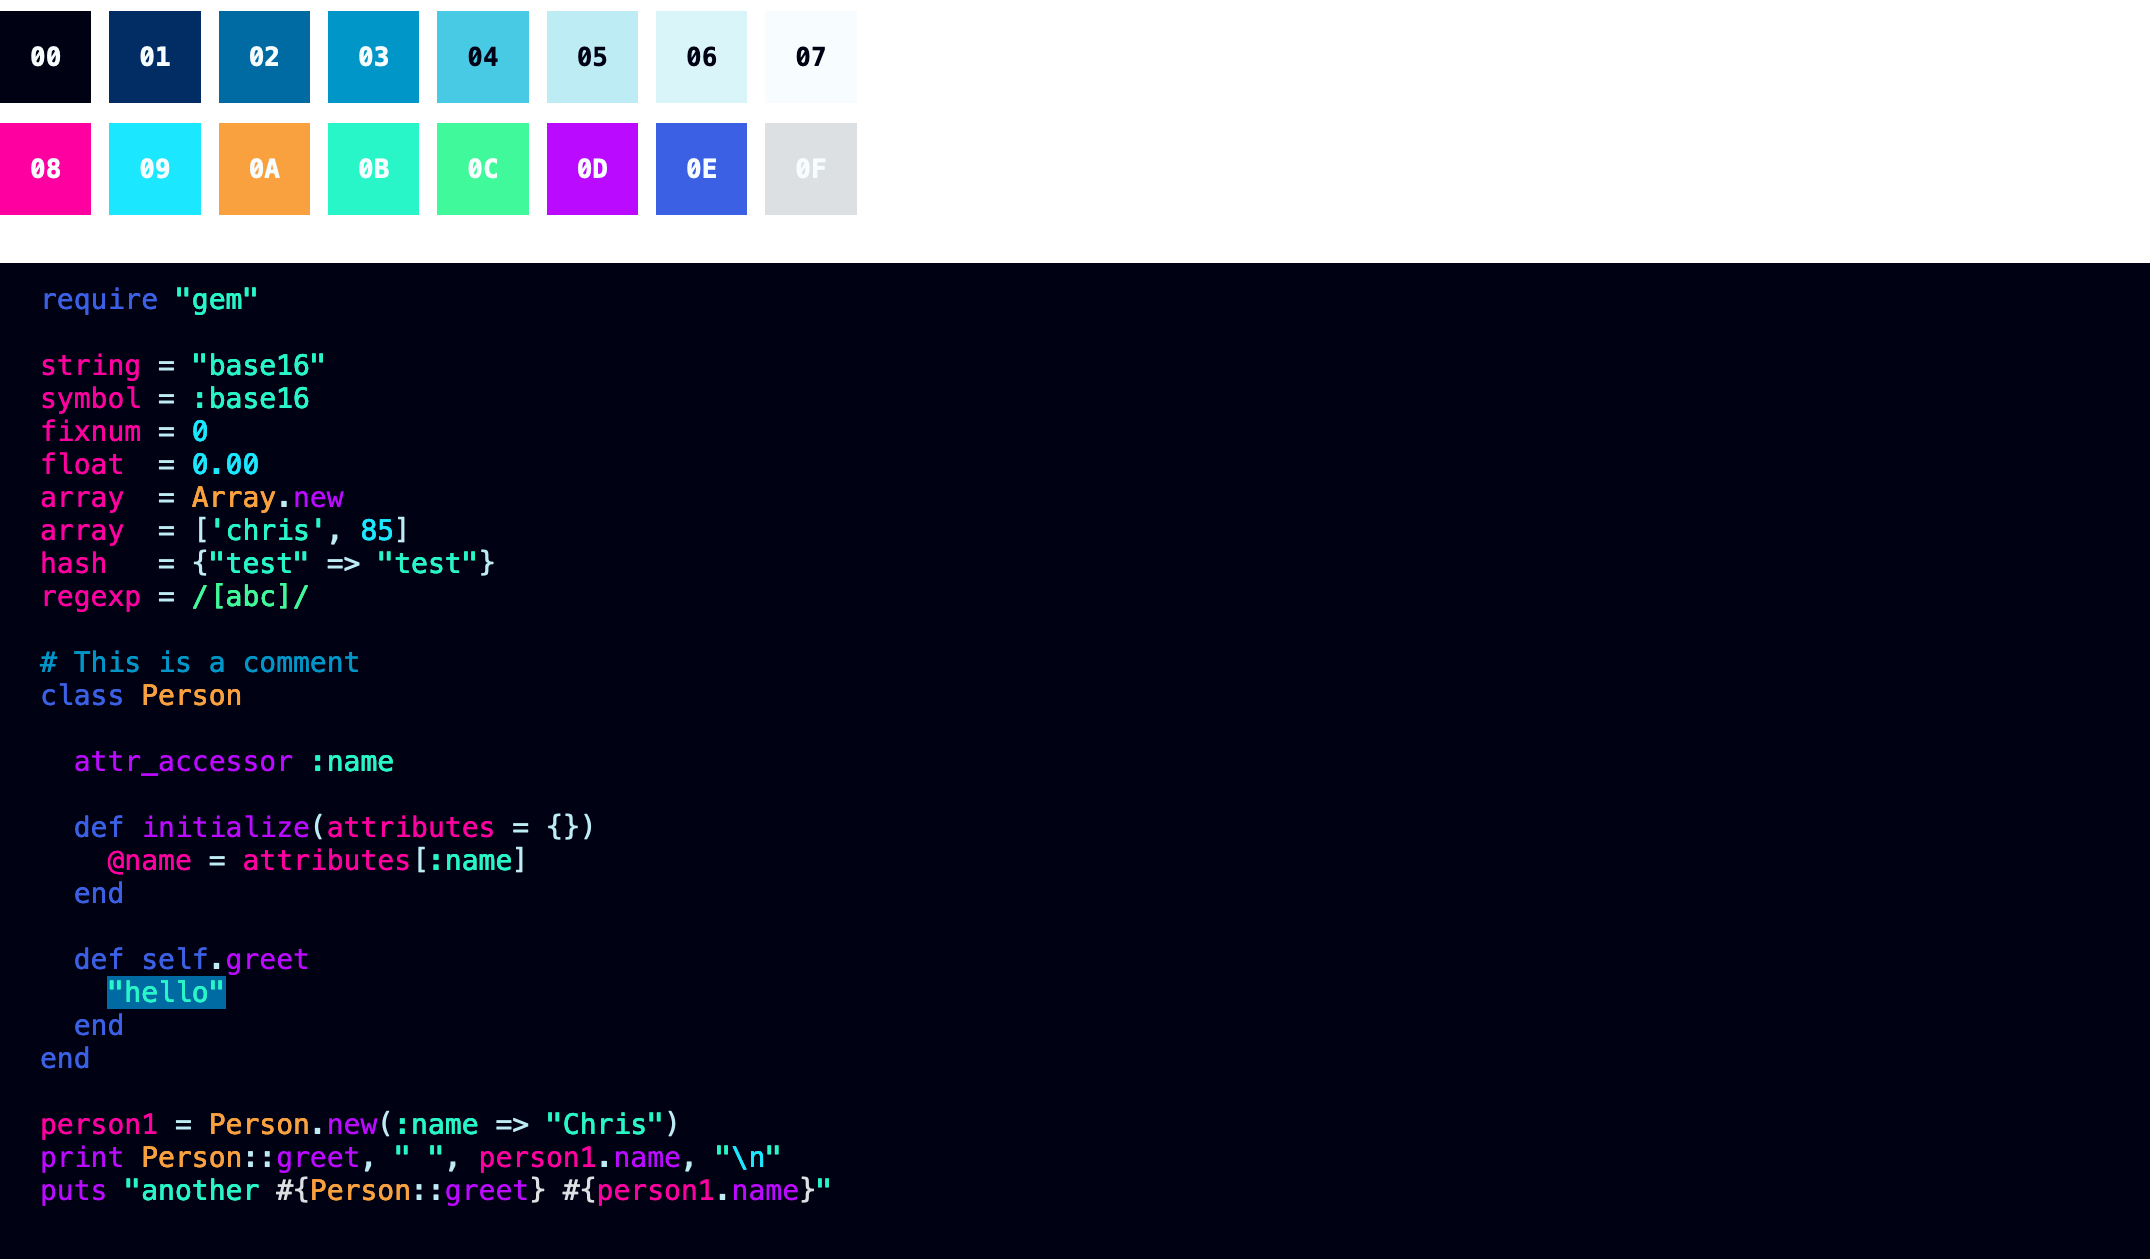 00 01 02 03 04 05 06 07
08 09 0A 0B 0C 0D 0E 0F
require "gem"
string = "base16"
symbol = :base16
fixnum = 0
float  = 0.00
array  = Array.new
array  = ['chris', 85]
hash   = {"test" => "test"}
regexp = /[abc]/
# This is a comment
class Person
  attr_accessor :name
  def initialize(attributes = {})
    @name = attributes[:name]
  end
  def self.greet
    "hello"
  end
end
person1 = Person.new(:name => "Chris")
print Person::greet, " ", person1.name, "\n"
puts "another #{Person::greet} #{person1.name}"